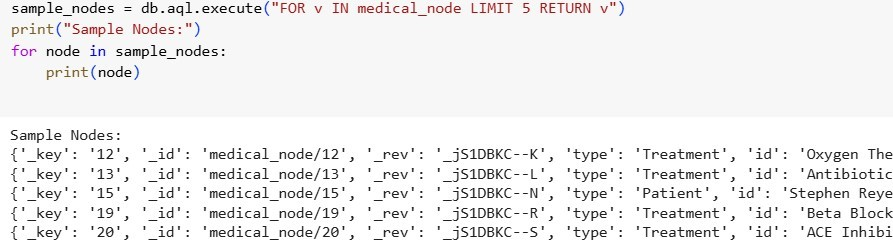 sample_nodes = db.aql.execute("FOR v IN medical_node LIMIT 5 RETURN v")
print("Sample Nodes:")
for node in sample_nodes:
    print(node)
Sample Nodes:
{'_key': '12', '_id': 'medical_node/12', '_rev': '_jS1DBKC--K', 'type': 'Treatment', 'id': 'Oxygen The
{'_key': '13', '_id': 'medical_node/13', '_rev': '_jS1DBKC--L', 'type': 'Treatment', 'id': 'Antibiotic
{'_key': '15', '_id': 'medical_node/15', '_rev': '_jS1DBKC--N', 'type': 'Patient', 'id': 'Stephen Reye
{'_key': '19', '_id': 'medical_node/19', '_rev': '_jS1DBKC--R', 'type': 'Treatment', 'id': 'Beta Block
{'_key': '20', '_id': 'medical_node/20', '_rev': '_jS1DBKC--S', 'type': 'Treatment', 'id': 'ACE Inhibi